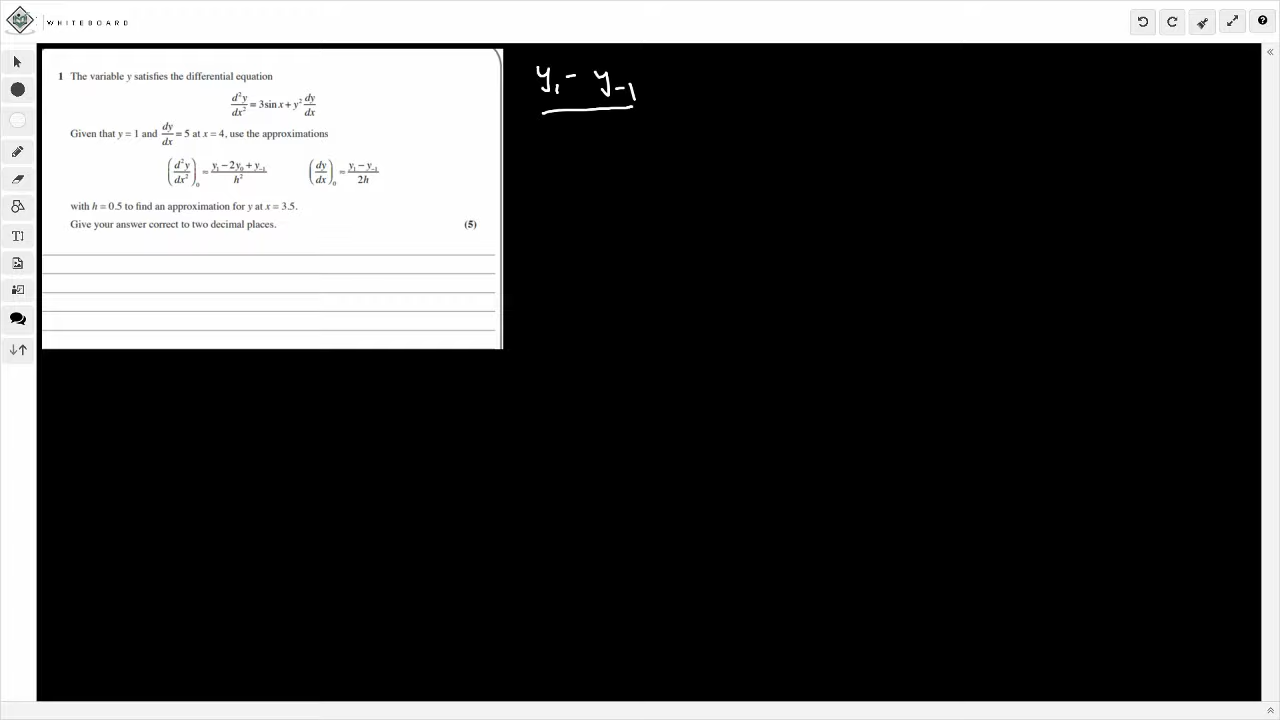 WHITEBOARD
1 The variable y satisfies the differential equation
d²y/dx² = 3sin x + y² dy/dx
Given that y = 1 and dy/dx = 5 at x = 4, use the approximations
(d²y/dx²)₀ ≈ (y₁ − 2y₀ + y₋₁)/h² (dy/dx)₀ ≈ (y₁ − y₋₁)/2h
with h = 0.5 to find an approximation for y at x = 3.5.
Give your answer correct to two decimal places. (5)
y₁ − y₋₁